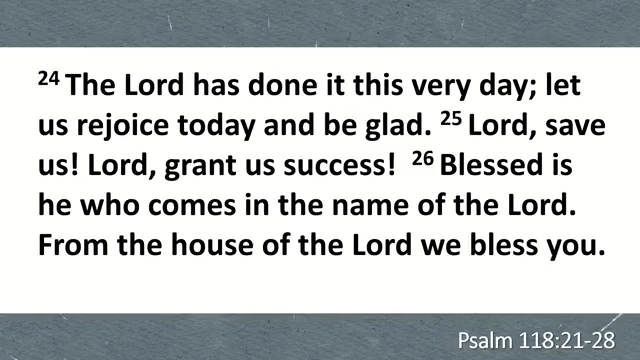 24 The Lord has done it this very day; let
us rejoice today and be glad. 25 Lord, save
us! Lord, grant us success! 26 Blessed is
he who comes in the name of the Lord.
From the house of the Lord we bless you.
Psalm 118:21-28